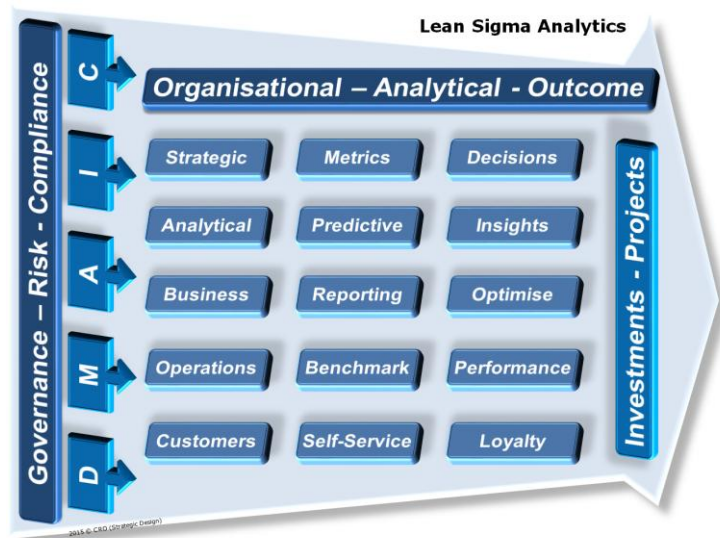 Lean Sigma Analytics
Governance – Risk - Compliance
C
I
A
M
D
Organisational – Analytical - Outcome
Strategic
Metrics
Decisions
Analytical
Predictive
Insights
Business
Reporting
Optimise
Operations
Benchmark
Performance
Customers
Self-Service
Loyalty
Investments - Projects
2015 © CRD (Strategic Design)